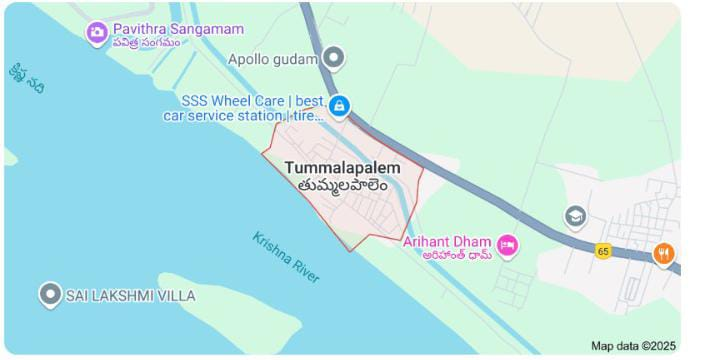 Pavithra Sangamam
పవిత్ర సంగమం
కృష్ణ నది
Apollo gudam
SSS Wheel Care | best
car service station,| tire...
Tummalapalem
తుమ్మలపాలెం
Krishna River
Arihant Dham
అరిహంత్ ధామ్
65
SAI LAKSHMI VILLA
Map data ©2025